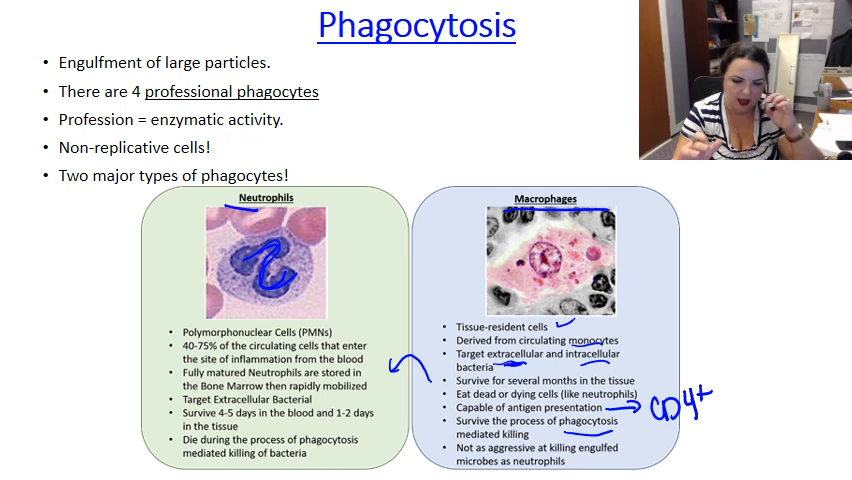 Phagocytosis
• Engulfment of large particles.
• There are 4 professional phagocytes
• Profession = enzymatic activity.
• Non-replicative cells!
• Two major types of phagocytes!
Neutrophils
• Polymorphonuclear Cells (PMNs)
• 40-75% of the circulating cells that enter
the site of inflammation from the blood
• Fully matured Neutrophils are stored in
the Bone Marrow then rapidly mobilized
• Target Extracellular Bacterial
• Survive 4-5 days in the blood and 1-2 days
in the tissue
• Die during the process of phagocytosis
mediated killing of bacteria
Macrophages
• Tissue-resident cells
• Derived from circulating monocytes
• Target extracellular and intracellular
bacteria
• Survive for several months in the tissue
• Eat dead or dying cells (like neutrophils)
• Capable of antigen presentation
• Survive the process of phagocytosis
mediated killing
• Not as aggressive at killing engulfed
microbes as neutrophils
CD4+